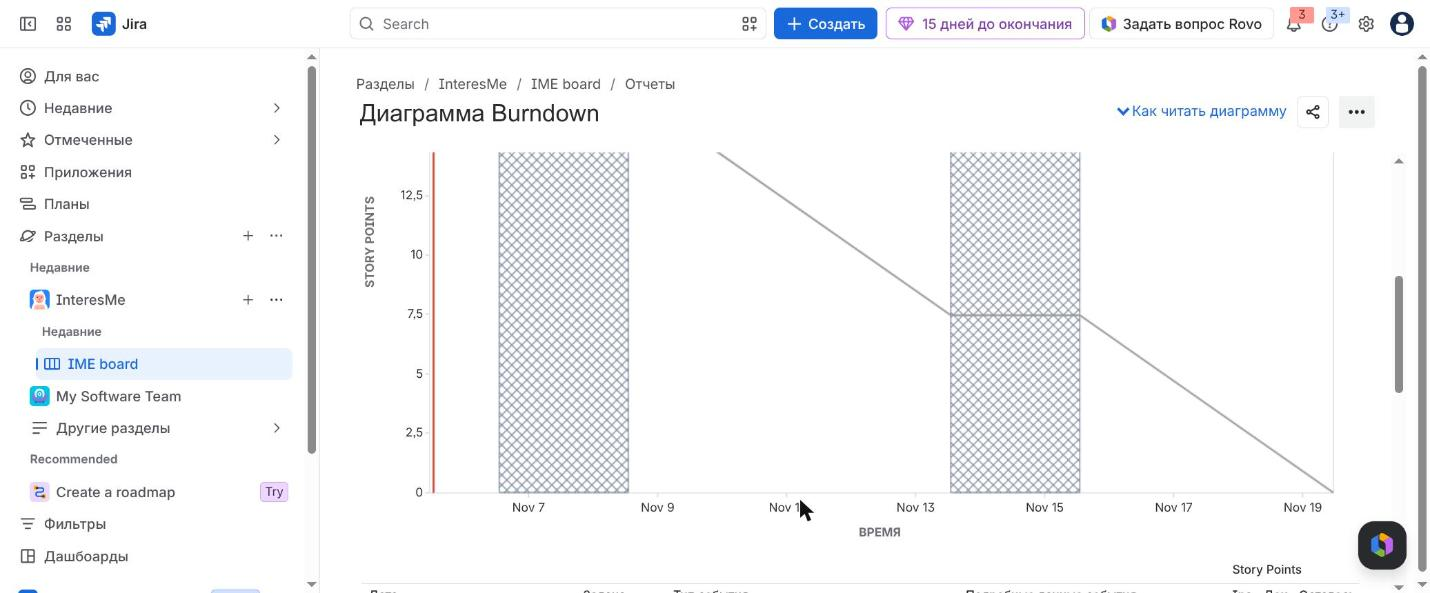 Jira
Search
Создать
15 дней до окончания
Задать вопрос Rovo
3
3+
Для вас
Недавние
Отмеченные
Приложения
Планы
Разделы
Недавние
InteresMe
Недавние
IME board
My Software Team
Другие разделы
Recommended
Create a roadmap
Try
Фильтры
Дашбоарды
Разделы / InteresMe / IME board / Отчеты
Диаграмма Burndown
Как читать диаграмму
STORY POINTS
12,5
10
7,5
5
2,5
0
Nov 7
Nov 9
Nov
Nov 13
Nov 15
Nov 17
Nov 19
ВРЕМЯ
Story Points